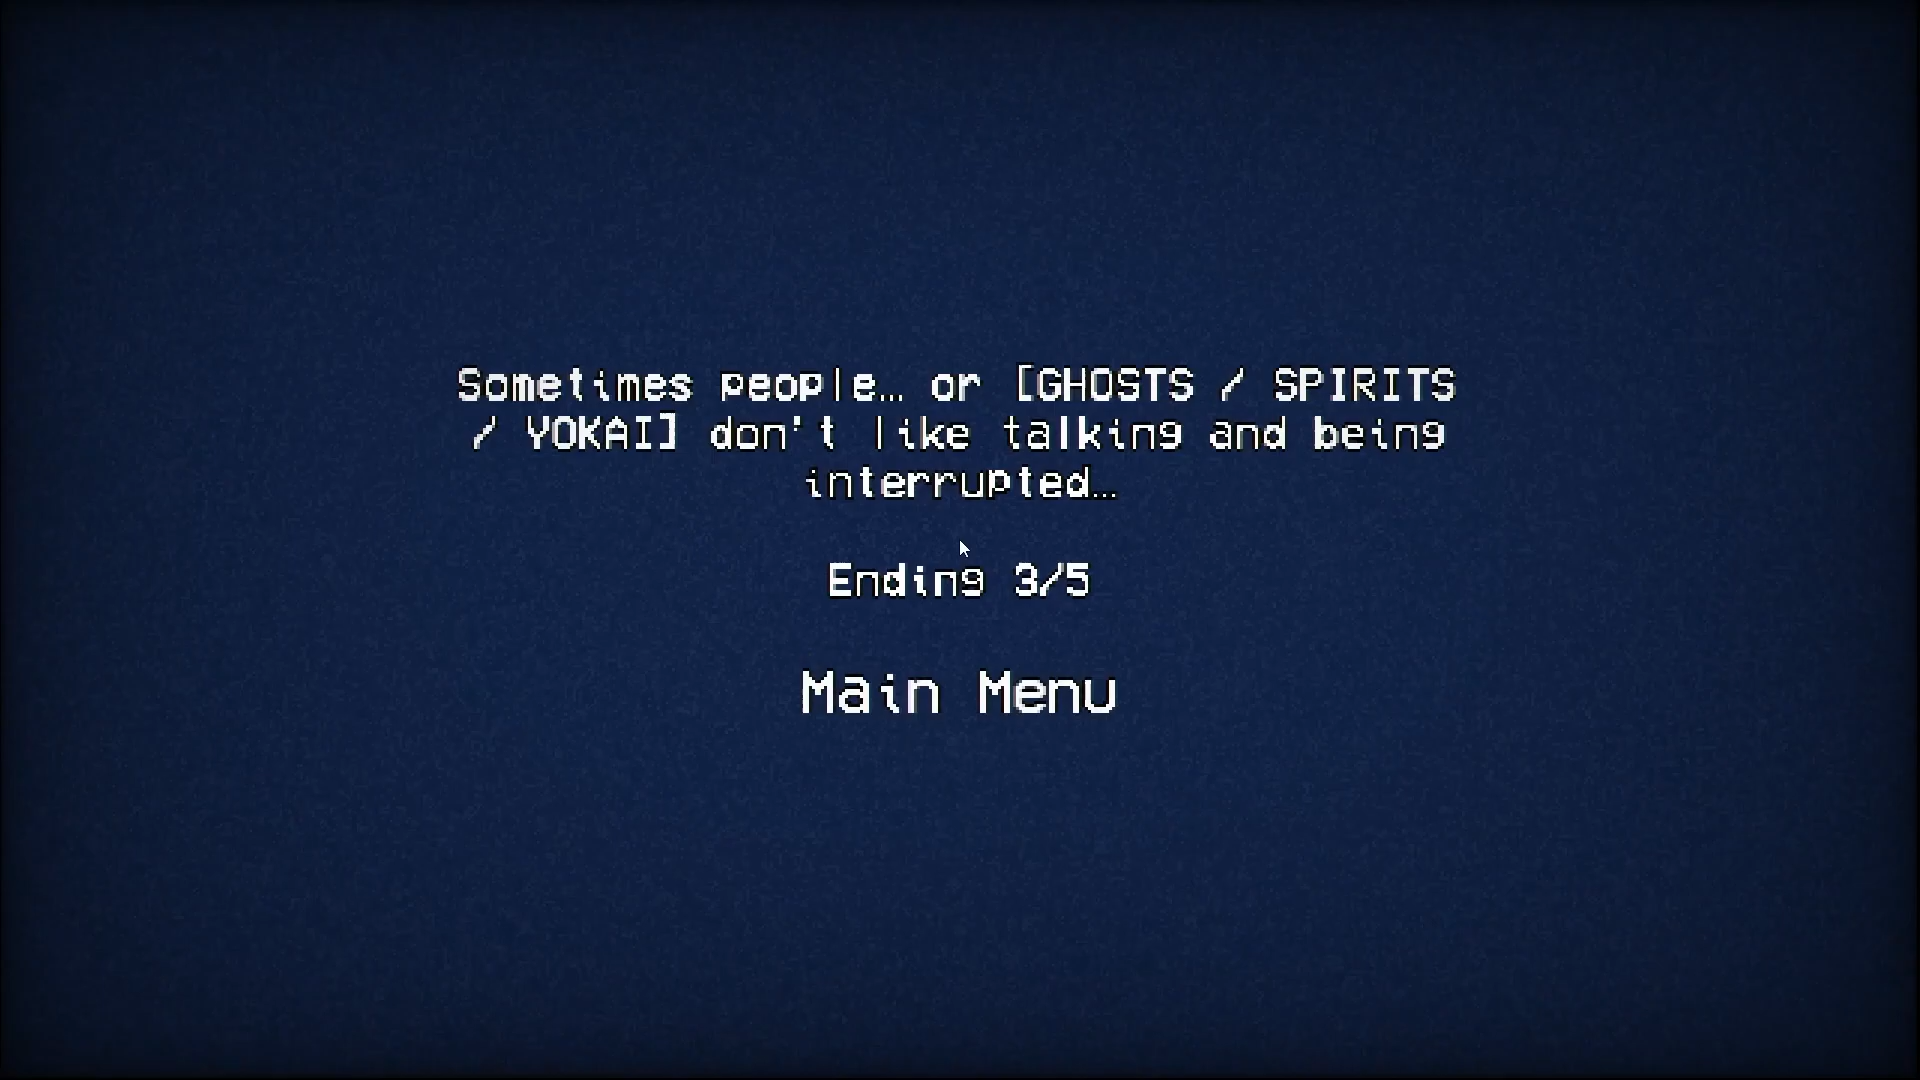 Sometimes people… or [GHOSTS / SPIRITS
/ YOKAI] don't like talking and being
interrupted…
Ending 3/5
Main Menu